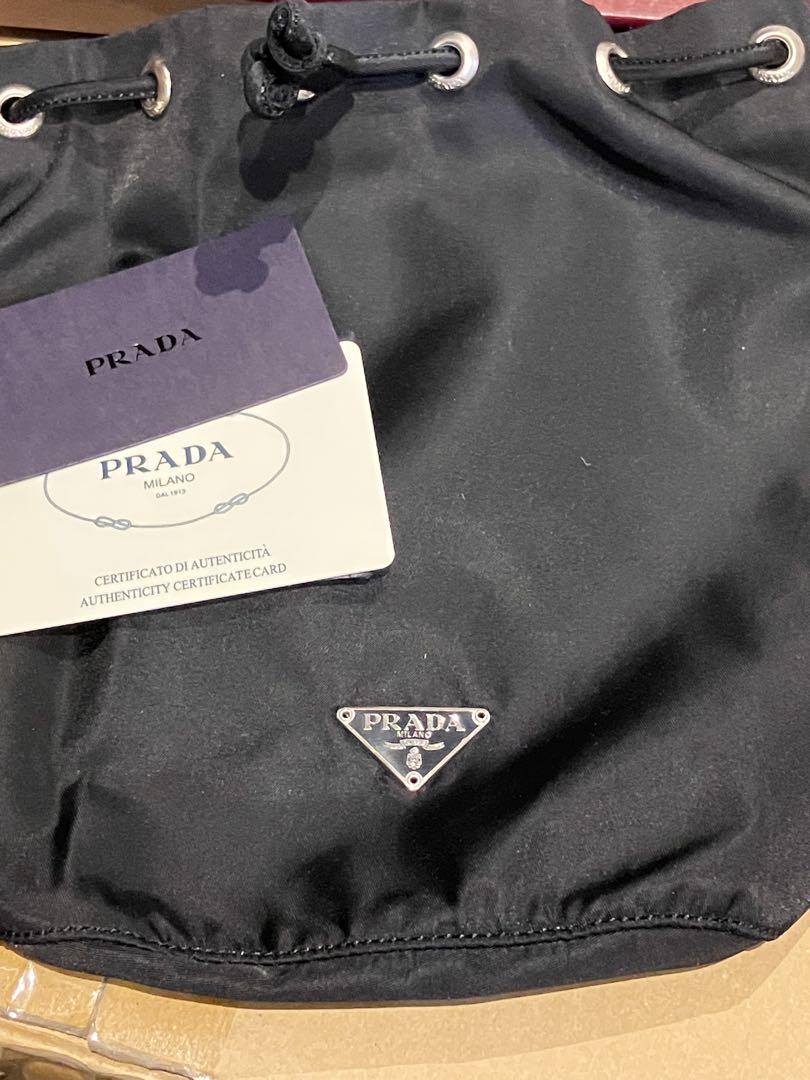 PRADA
PRADA
MILANO
DAL 1913
CERTIFICATO DI AUTENTICITÀ
AUTHENTICITY CERTIFICATE CARD
PRADA
MILANO